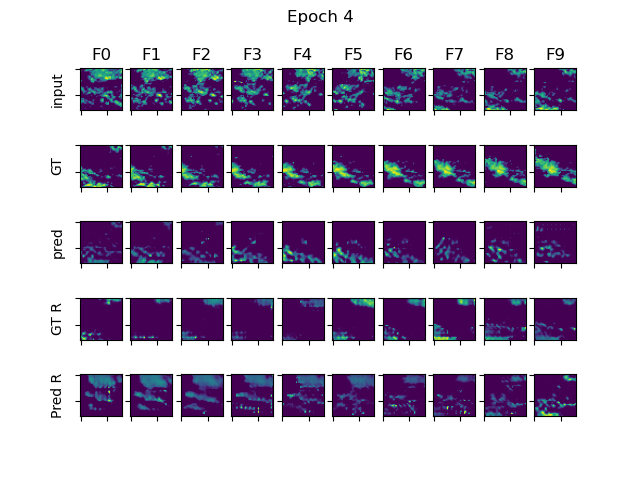 Epoch 4
F0 F1 F2 F3 F4 F5 F6 F7 F8 F9
input
GT
pred
GT R
Pred R